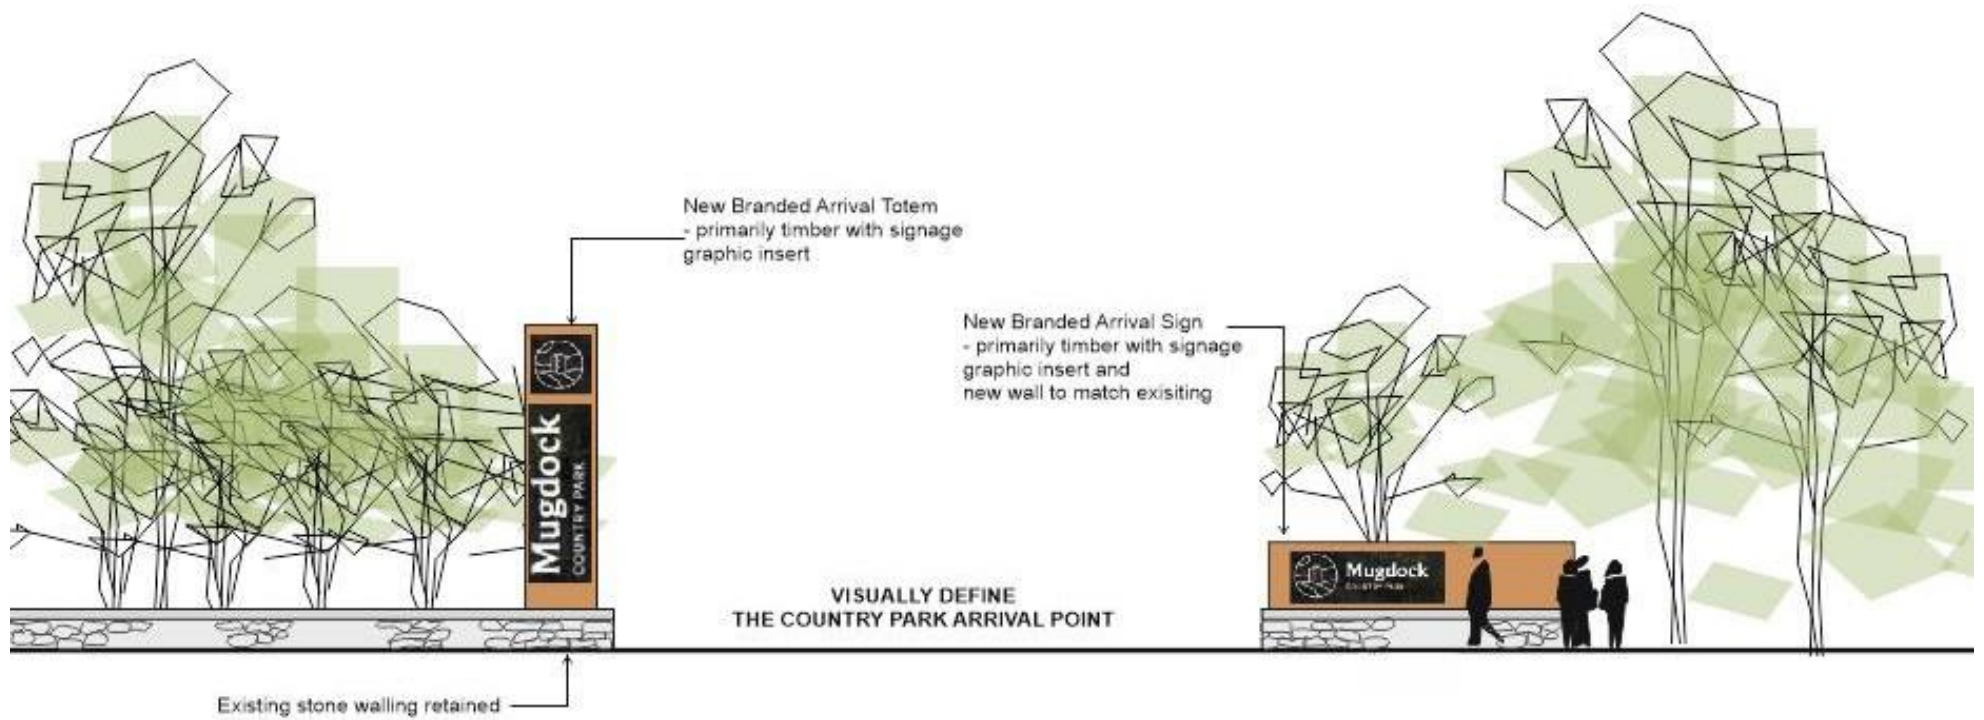 New Branded Arrival Totem
- primarily timber with signage
graphic insert
New Branded Arrival Sign
- primarily timber with signage
graphic insert and
new wall to match exisiting
Mugdock
COUNTRY PARK
VISUALLY DEFINE
THE COUNTRY PARK ARRIVAL POINT
Mugdock
COUNTRY PARK
Existing stone walling retained